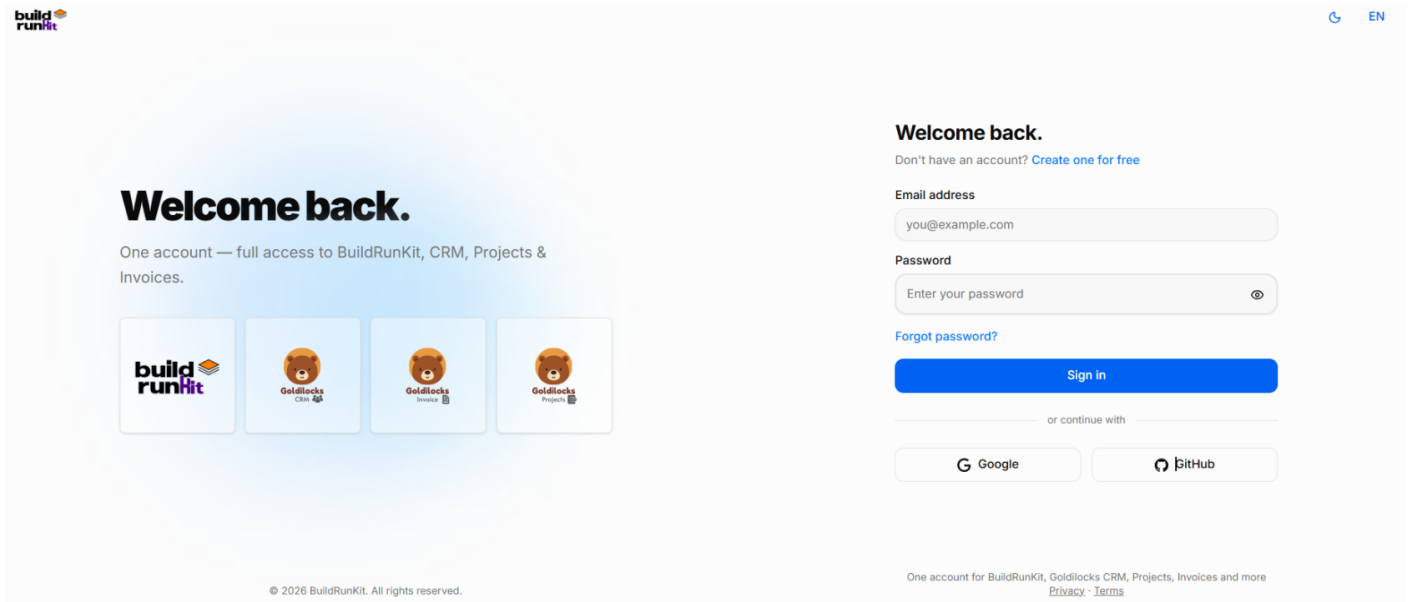 build
runkit
EN
Welcome back.
One account — full access to BuildRunKit, CRM, Projects &
Invoices.
build
runkit
Goldilocks
CRM
Goldilocks
Invoice
Goldilocks
Projects
© 2026 BuildRunKit. All rights reserved.
Welcome back.
Don't have an account? Create one for free
Email address
you@example.com
Password
Enter your password
Forgot password?
Sign in
or continue with
Google
GitHub
One account for BuildRunKit, Goldilocks CRM, Projects, Invoices and more
Privacy · Terms